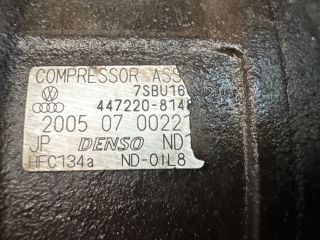 COMPRESSOR ASS
7SBU16
447220-814
2005 07 0022
JP DENSO ND
HFC134a ND-OIL8